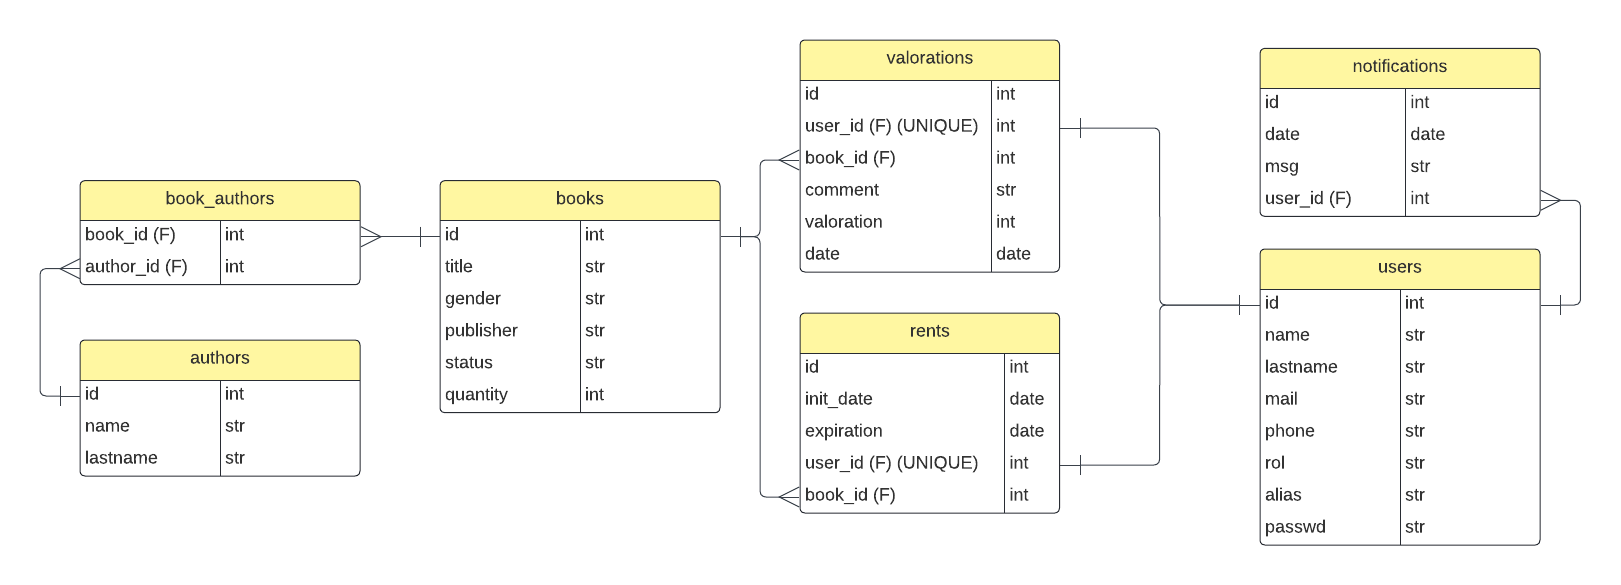 book_authors
book_id (F) int
author_id (F) int
authors
id int
name str
lastname str
books
id int
title str
gender str
publisher str
status str
quantity int
valorations
id int
user_id (F) (UNIQUE) int
book_id (F) int
comment str
valoration int
date date
rents
id int
init_date date
expiration date
user_id (F) (UNIQUE) int
book_id (F) int
notifications
id int
date date
msg str
user_id (F) int
users
id int
name str
lastname str
mail str
phone str
rol str
alias str
passwd str